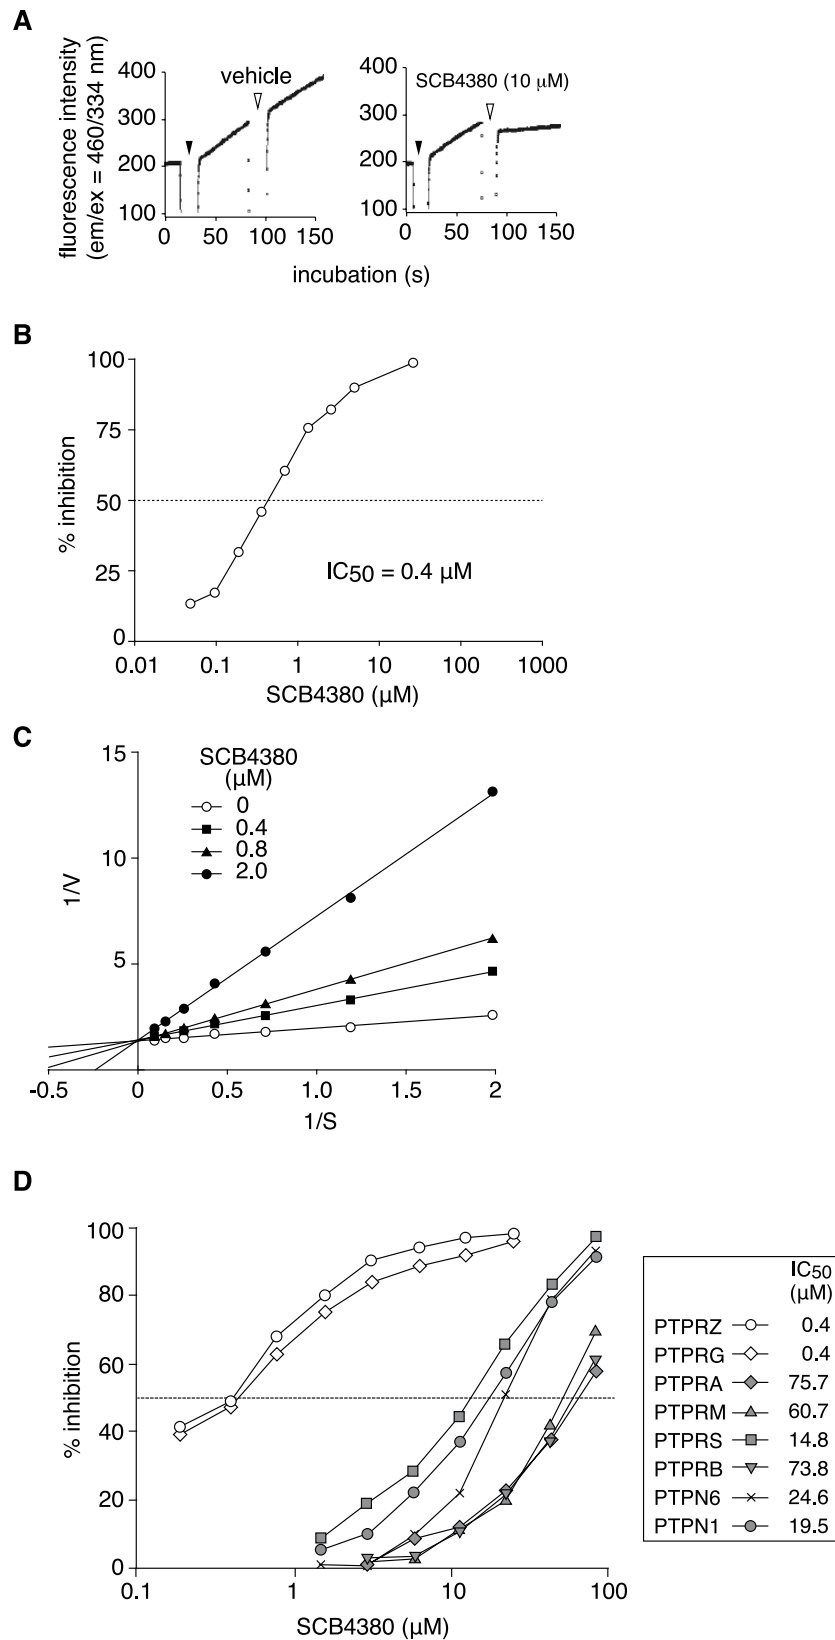 A
fluorescence intensity
(em/ex = 460/334 nm)
400
300
200
100
0
50
100
150
vehicle
400
300
200
100
0
50
100
150
SCB4380 (10 μM)
incubation (s)
B
% inhibition
100
75
50
25
0
0.01
0.1
1
10
100
1000
IC50 = 0.4 μM
SCB4380 (μM)
C
1/V
15
10
5
-0.5
0
0.5
1.0
1.5
2
1/S
SCB4380
(μM)
0
0.4
0.8
2.0
D
% inhibition
100
80
60
40
20
0
0.1
1
10
100
SCB4380 (μM)
IC50
(μM)
PTPRZ 0.4
PTPRG 0.4
PTPRA 75.7
PTPRM 60.7
PTPRS 14.8
PTPRB 73.8
PTPN6 24.6
PTPN1 19.5